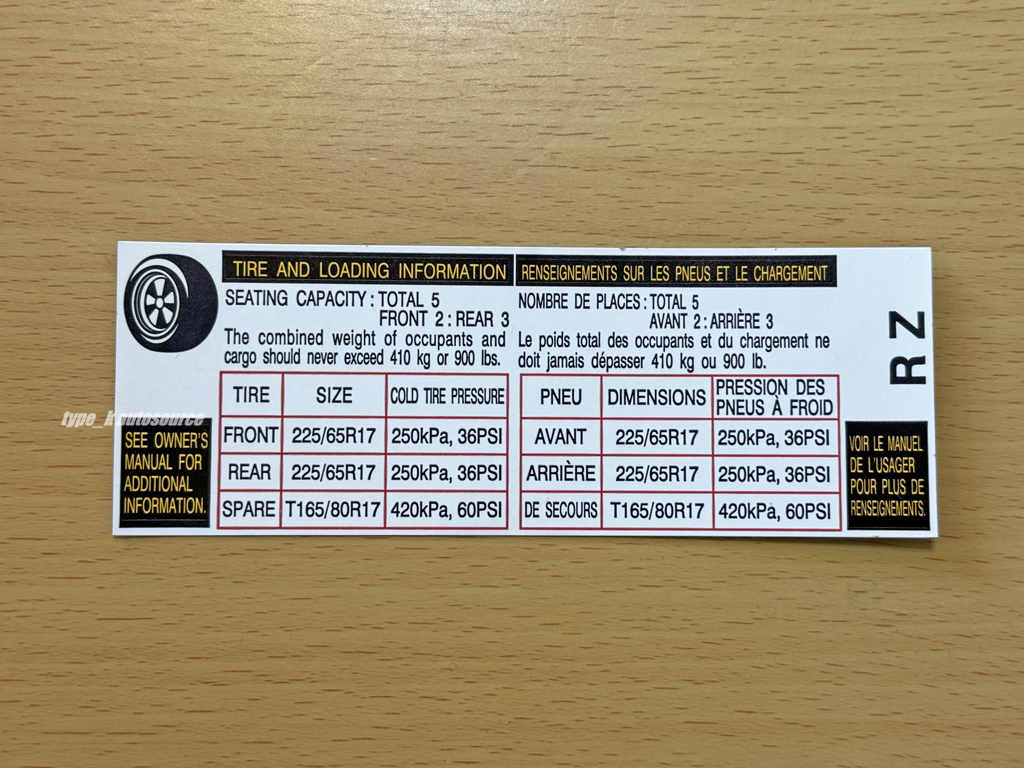 TIRE AND LOADING INFORMATION
SEATING CAPACITY : TOTAL 5
FRONT 2 : REAR 3
The combined weight of occupants and
cargo should never exceed 410 kg or 900 lbs.
TIRE SIZE COLD TIRE PRESSURE
FRONT 225/65R17 250kPa, 36PSI
REAR 225/65R17 250kPa, 36PSI
SPARE T165/80R17 420kPa, 60PSI
SEE OWNER'S
MANUAL FOR
ADDITIONAL
INFORMATION.
RENSEIGNEMENTS SUR LES PNEUS ET LE CHARGEMENT
NOMBRE DE PLACES : TOTAL 5
AVANT 2 : ARRIÈRE 3
Le poids total des occupants et du chargement ne
doit jamais dépasser 410 kg ou 900 lb.
PNEU DIMENSIONS PRESSION DES
PNEUS À FROID
AVANT 225/65R17 250kPa, 36PSI
ARRIÈRE 225/65R17 250kPa, 36PSI
DE SECOURS T165/80R17 420kPa, 60PSI
VOIR LE MANUEL
DE L'USAGER
POUR PLUS DE
RENSEIGNEMENTS.
RZ
type_k autosource